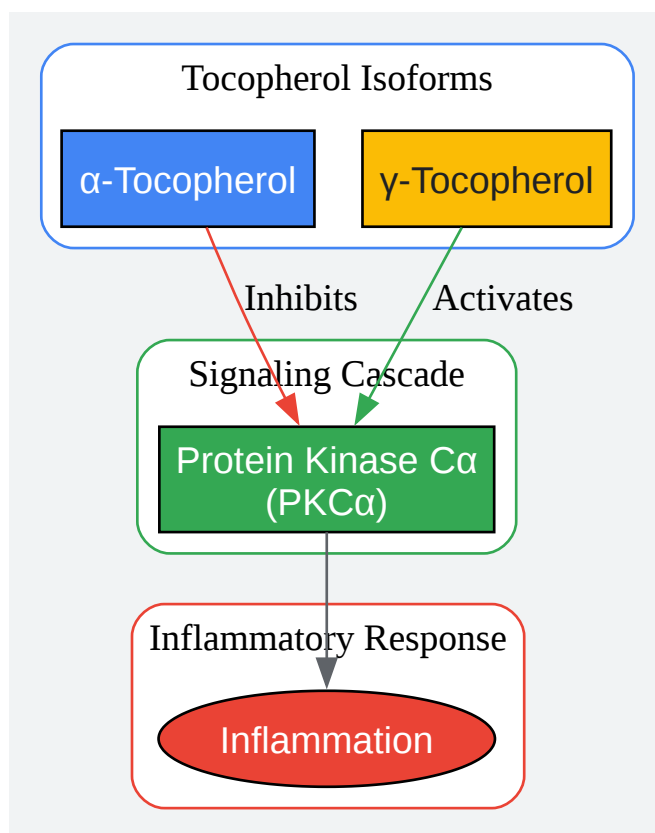 Tocopherol Isoforms
α-Tocopherol
γ-Tocopherol
Inhibits
Activates
Signaling Cascade
Protein Kinase Cα
(PKCα)
Inflammatory Response
Inflammation